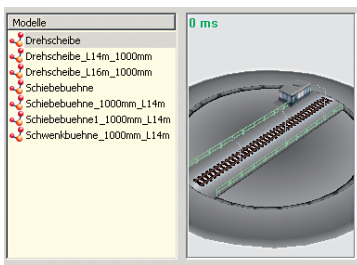 Modelle
Drehscheibe
Drehscheibe_L14m_1000mm
Drehscheibe_L16m_1000mm
Schiebebuehne
Schiebebuehne_1000mm_L14m
Schiebebuehne1_1000mm_L14m
Schwenkbuehne_1000mm_L14m
0 ms